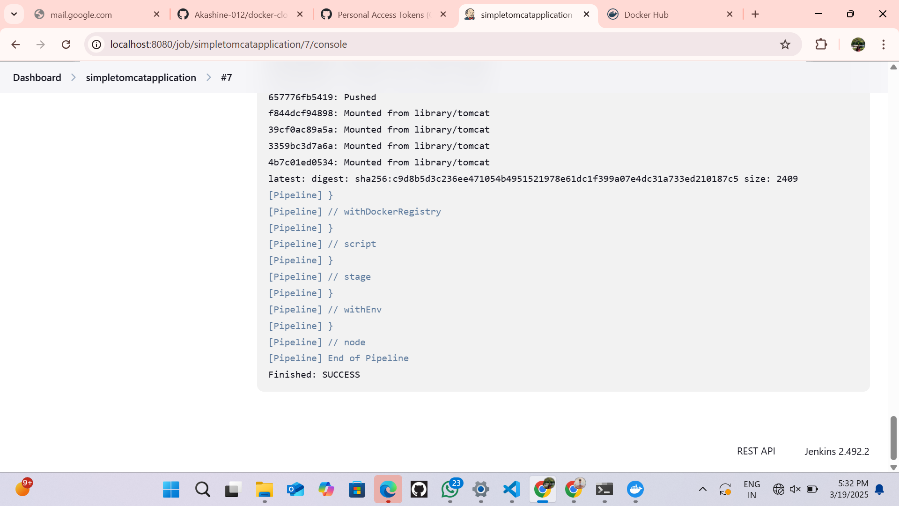 mail.google.com
Akashine-012/docker-clo
Personal Access Tokens (
simpletomcatapplication
Docker Hub
localhost:8080/job/simpletomcatapplication/7/console
Dashboard simpletomcatapplication #7
657776fb5419: Pushed
f844dcf94898: Mounted from library/tomcat
39cf0ac89a5a: Mounted from library/tomcat
3359bc3d7a6a: Mounted from library/tomcat
4b7c01ed0534: Mounted from library/tomcat
latest: digest: sha256:c9d8b5d3c236ee471054b4951521978e61dc1f399a07e4dc31a733ed210187c5 size: 2409
[Pipeline] }
[Pipeline] // withDockerRegistry
[Pipeline] }
[Pipeline] // script
[Pipeline] }
[Pipeline] // stage
[Pipeline] }
[Pipeline] // withEnv
[Pipeline] }
[Pipeline] // node
[Pipeline] End of Pipeline
Finished: SUCCESS
REST API Jenkins 2.492.2
9+
23
ENG
IN
5:32 PM
3/19/2025